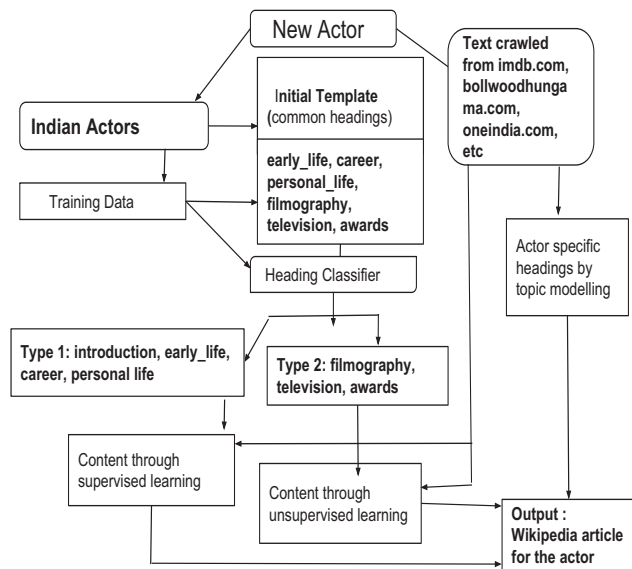 New Actor
Text crawled
from imdb.com,
bollwoodhunga
ma.com,
oneindia.com,
etc
Initial Template
(common headings)
Indian Actors
early_life, career,
personal_life,
filmography,
television, awards
Training Data
Actor specific
headings by
topic modelling
Heading Classifier
Type 1: introduction, early_life,
career, personal life
Type 2: filmography,
television, awards
Content through
supervised learning
Content through
unsupervised learning
Output :
Wikipedia article
for the actor